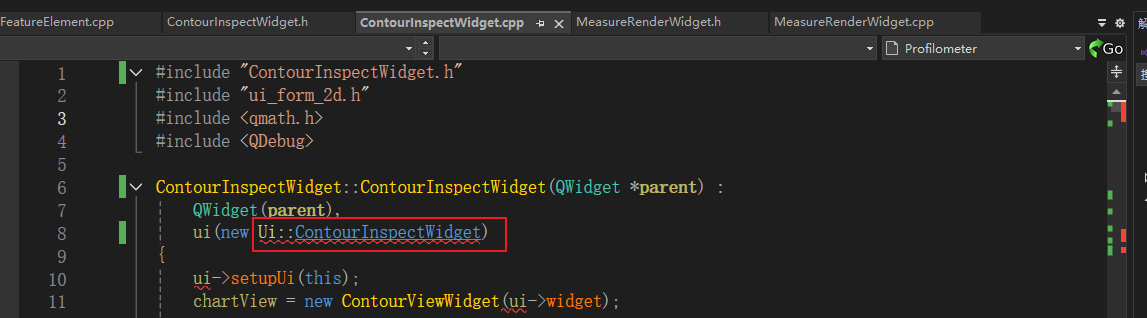 FeatureElement.cpp ContourInspectWidget.h ContourInspectWidget.cpp MeasureRenderWidget.h MeasureRenderWidget.cpp
Profilometer Go
1 #include "ContourInspectWidget.h"
2 #include "ui_form_2d.h"
3 #include <qmath.h>
4 #include <QDebug>
5
6 ContourInspectWidget::ContourInspectWidget(QWidget *parent) :
7 QWidget(parent),
8 ui(new Ui::ContourInspectWidget)
9 {
10 ui->setupUi(this);
11 chartView = new ContourViewWidget(ui->widget);